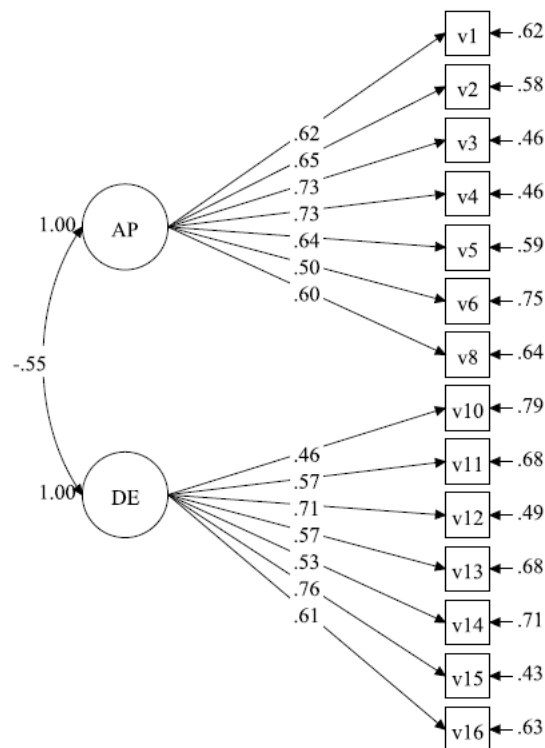 v1 .62
v2 .58
.62
v3 .46
.65
.73
v4 .46
.73
1.00 AP
.64
v5 .59
.50
v6 .75
.60
v8 .64
-.55
v10 .79
.46
v11 .68
.57
1.00 DE
.71
v12 .49
.57
.53
v13 .68
.76
.61
v14 .71
v15 .43
v16 .63